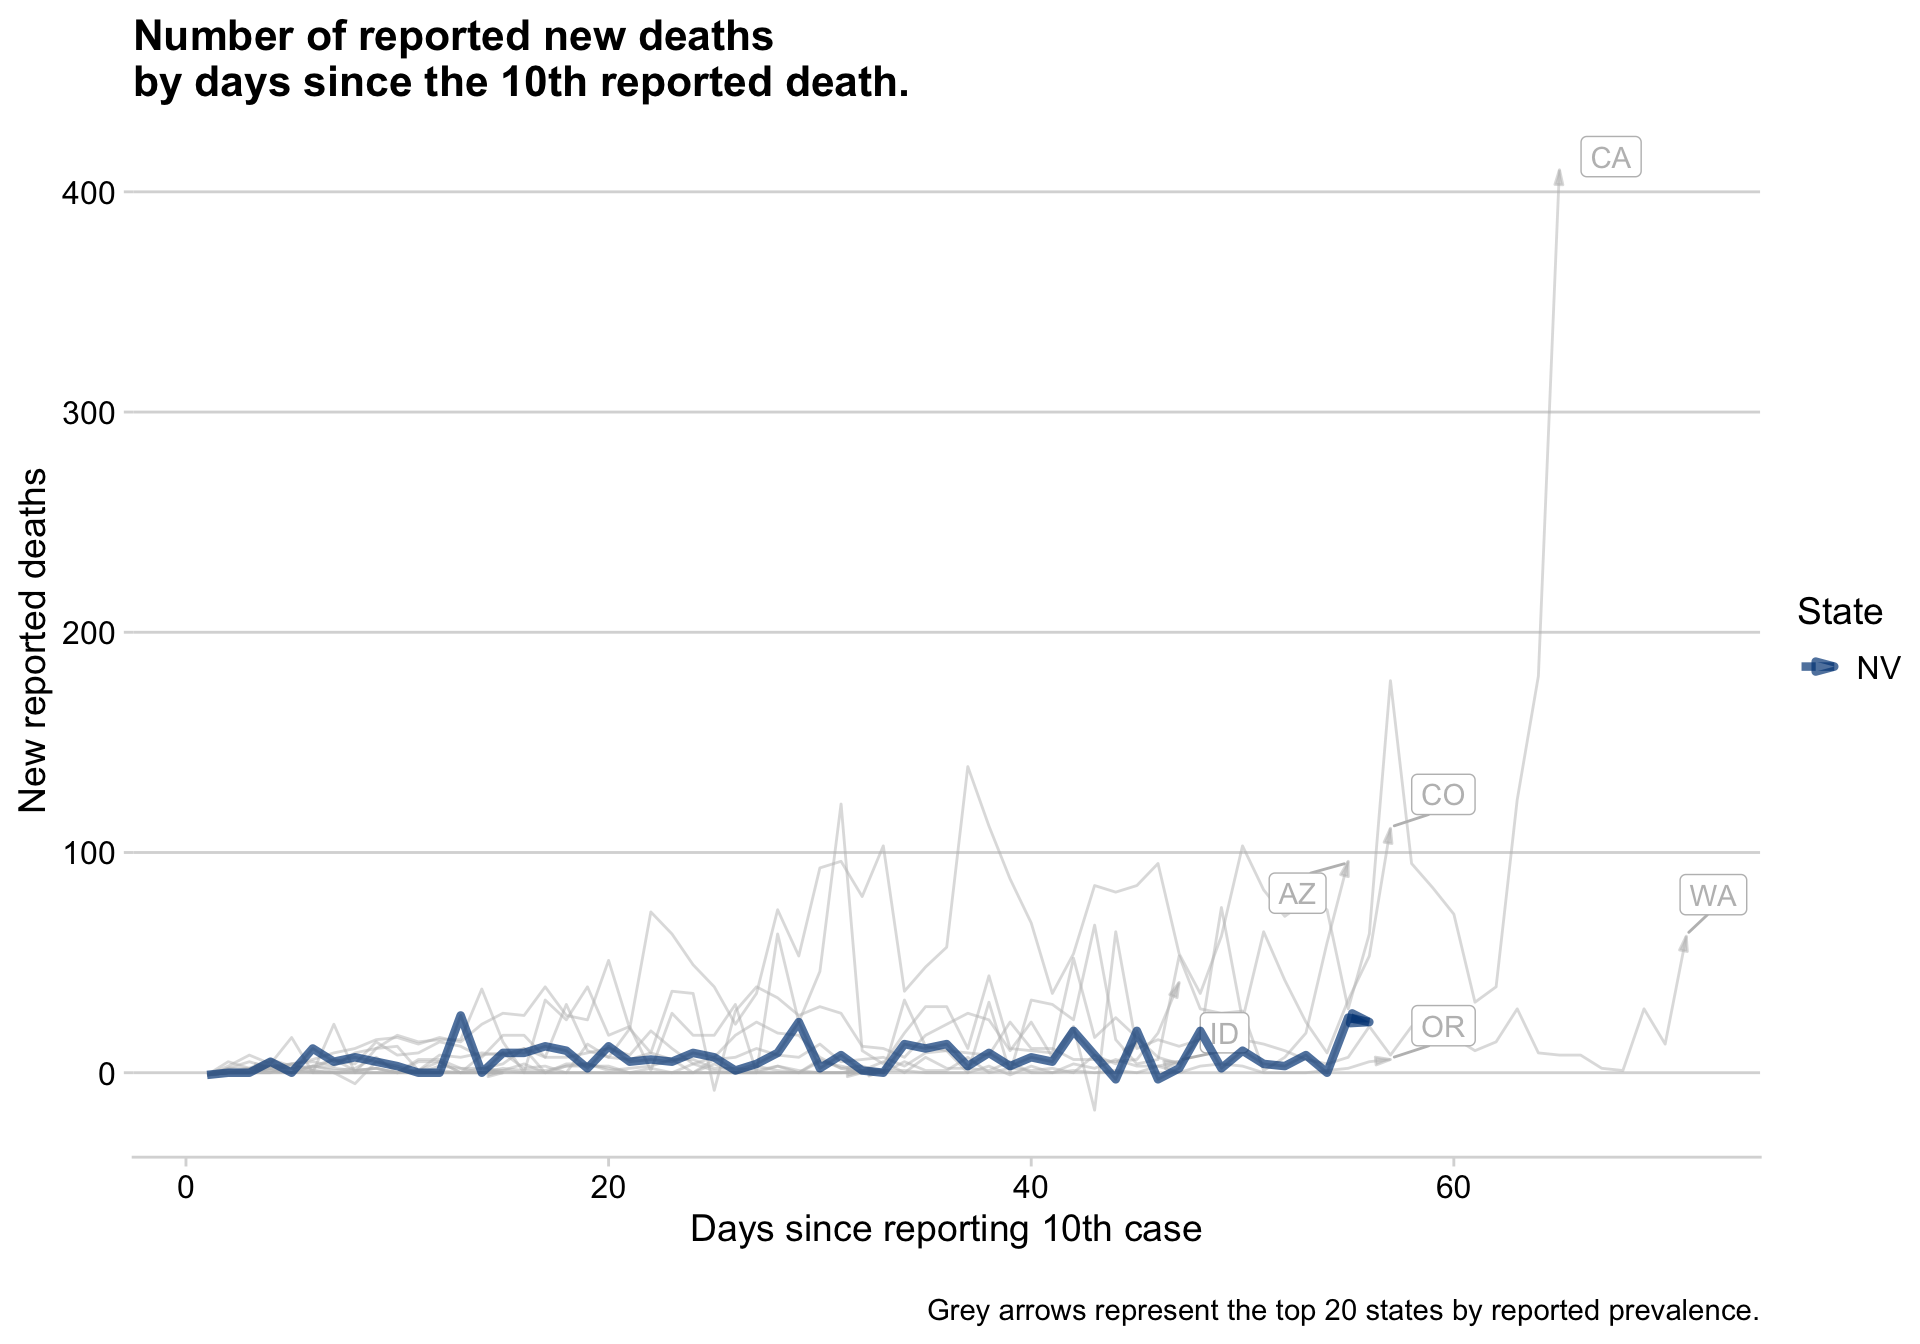 Number of reported new deaths
by days since the 10th reported death.
New reported deaths
400
300
200
100
0
CA
CO
AZ
WA
ID
OR
State
NV
0
20
40
60
Days since reporting 10th case
Grey arrows represent the top 20 states by reported prevalence.